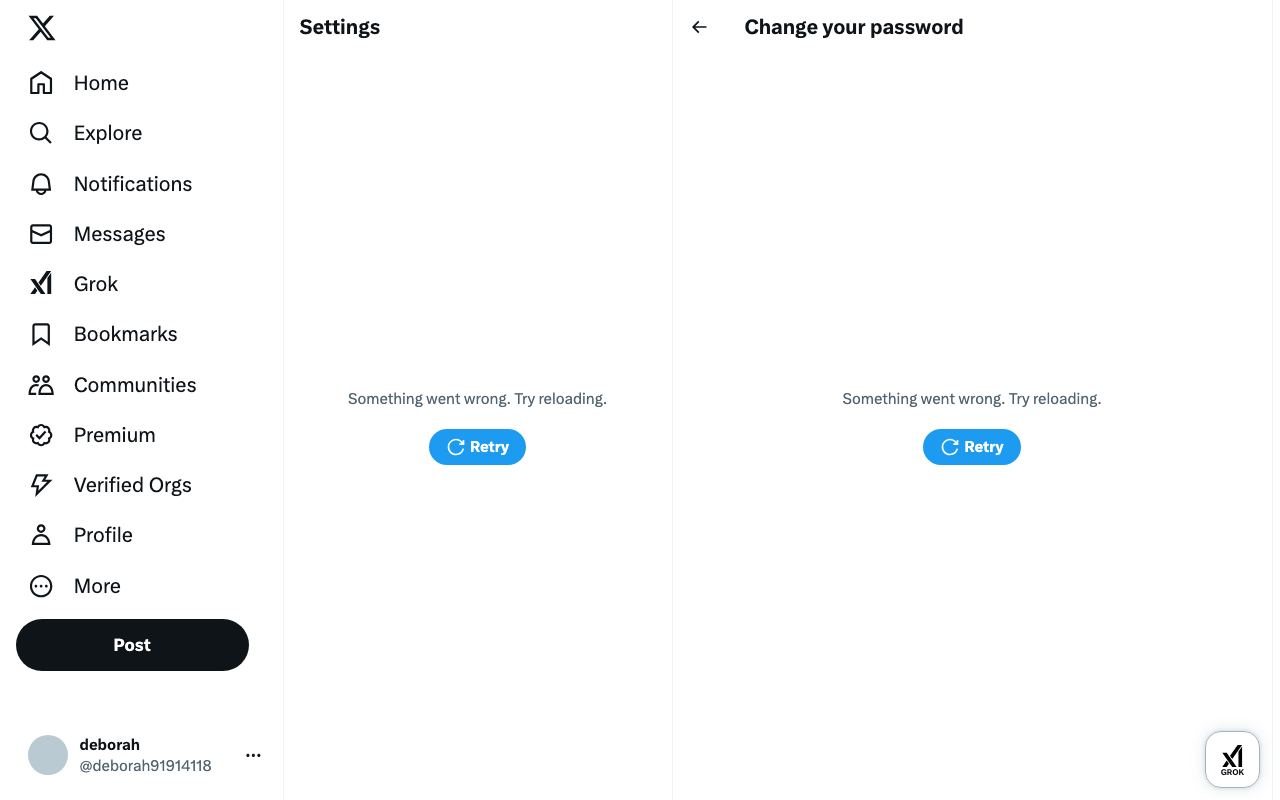 Home
Explore
Notifications
Messages
Grok
Bookmarks
Communities
Premium
Verified Orgs
Profile
More
Post
deborah
@deborah91914118
Settings
Something went wrong. Try reloading.
Retry
Change your password
Something went wrong. Try reloading.
Retry
GROK